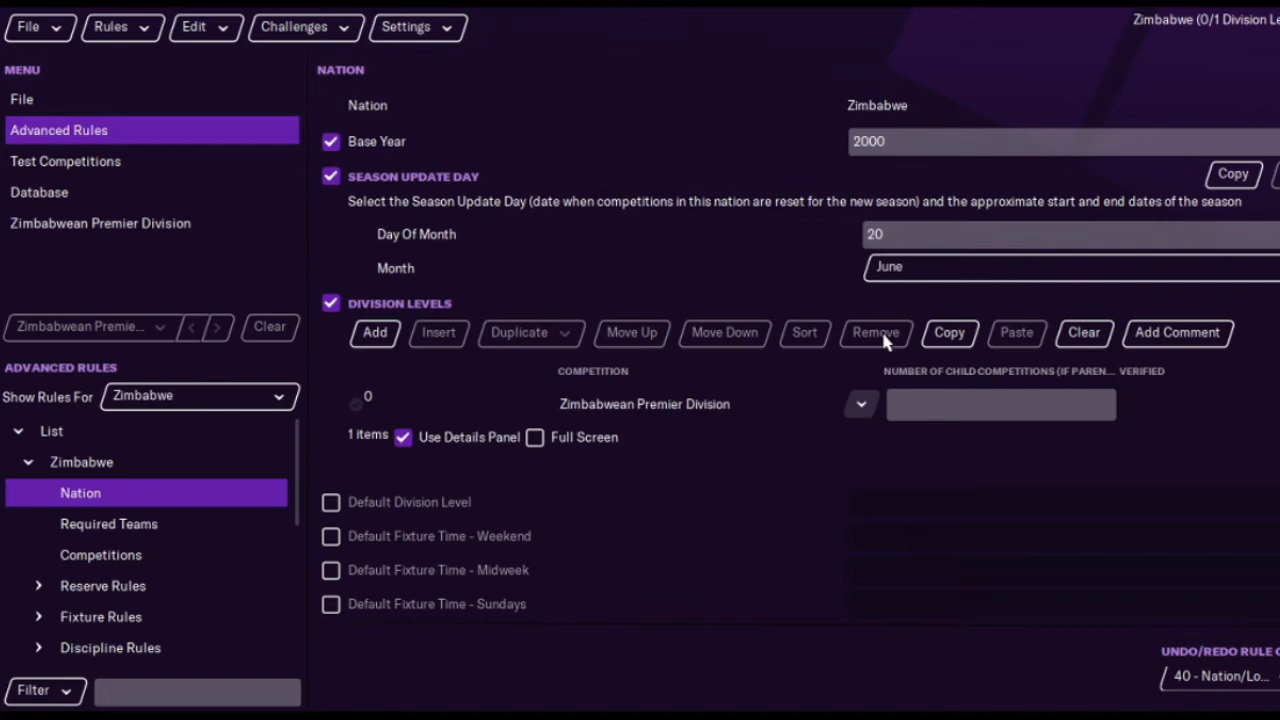 File Rules Edit Challenges Settings
Zimbabwe (0/1 Division Le
MENU
File
Advanced Rules
Test Competitions
Database
Zimbabwean Premier Division
Zimbabwean Premie... < > Clear
ADVANCED RULES
Show Rules For Zimbabwe
List
Zimbabwe
Nation
Required Teams
Competitions
Reserve Rules
Fixture Rules
Discipline Rules
Filter
NATION
Nation Zimbabwe
Base Year 2000
SEASON UPDATE DAY Copy
Select the Season Update Day (date when competitions in this nation are reset for the new season) and the approximate start and end dates of the season
Day Of Month 20
Month June
DIVISION LEVELS
Add Insert Duplicate Move Up Move Down Sort Remove Copy Paste Clear Add Comment
COMPETITION NUMBER OF CHILD COMPETITIONS (IF PAREN... VERIFIED
0 Zimbabwean Premier Division
1 items Use Details Panel Full Screen
Default Division Level
Default Fixture Time - Weekend
Default Fixture Time - Midweek
Default Fixture Time - Sundays
UNDO/REDO RULE
40 - Nation/Lo...